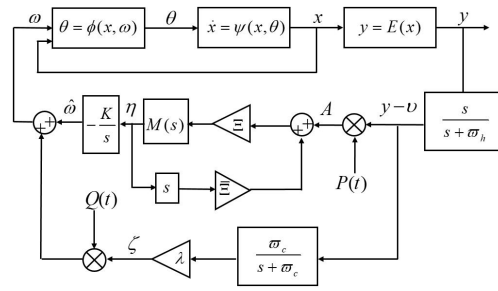 ω
θ = ϕ(x, ω)
θ
ẋ = ψ(x, θ)
x
y = E(x)
y
s / (s + ϖ_h)
y − υ
P(t)
A
Ξ
M(s)
η
−K/s
ω̂
s
Ξ̄
Q(t)
ζ
λ
ϖ_c / (s + ϖ_c)